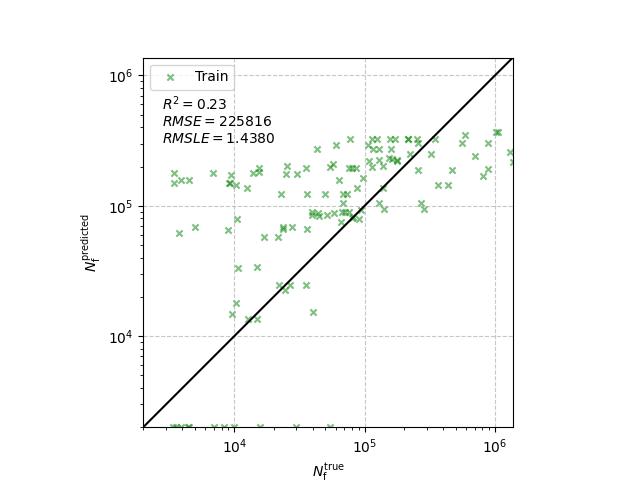 10⁶
Train
R² = 0.23
RMSE = 225816
RMSLE = 1.4380
10⁵
N_f^predicted
10⁴
10⁴ 10⁵ 10⁶
N_f^true